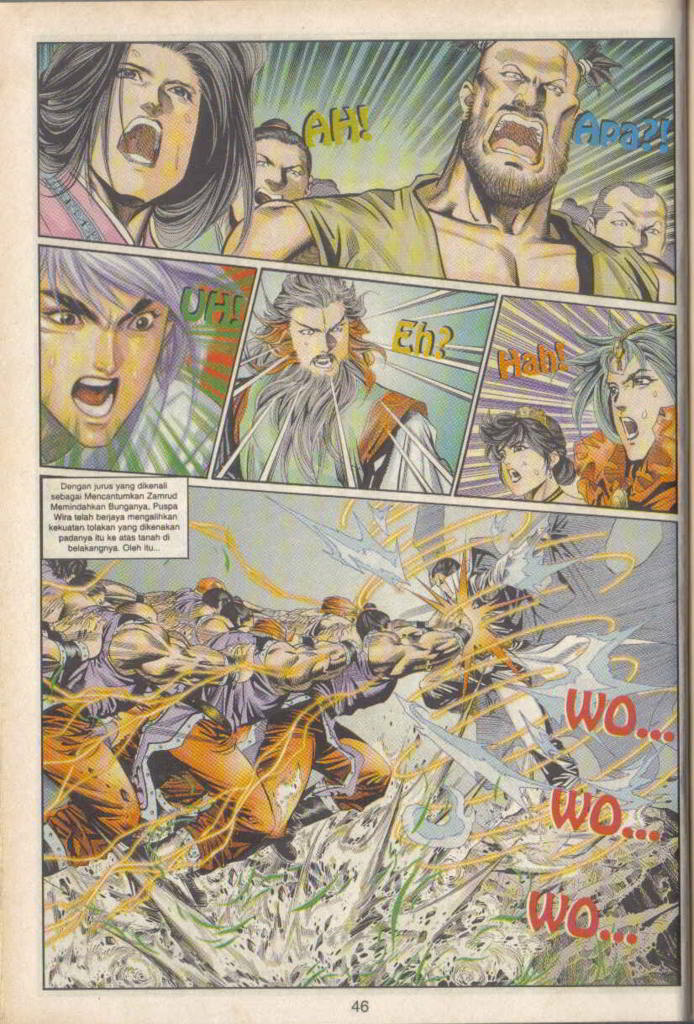 AH!
Apa?!
UH!
Eh?
Hah!
Dengan jurus yang dikenali
sebagai Mencantumkan Zamrud
Memindahkan Bunganya, Puspa
Wira telah berjaya mengalihkan
kekuatan tolakan yang dikenakan
padanya itu ke atas tanah di
belakangnya. Oleh itu...
WO...
WO...
WO...
46